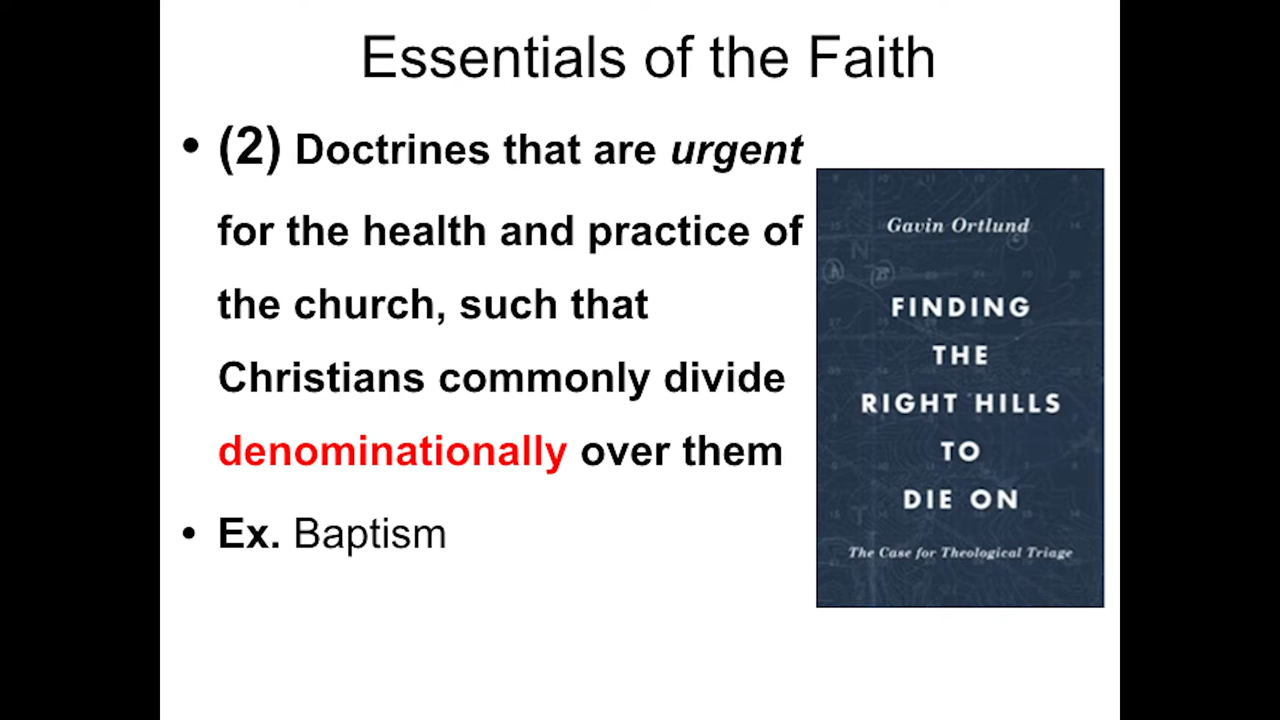 Essentials of the Faith
• (2) Doctrines that are urgent
for the health and practice of
the church, such that
Christians commonly divide
denominationally over them
• Ex. Baptism
Gavin Ortlund
FINDING
THE
RIGHT HILLS
TO
DIE ON
The Case for Theological Triage